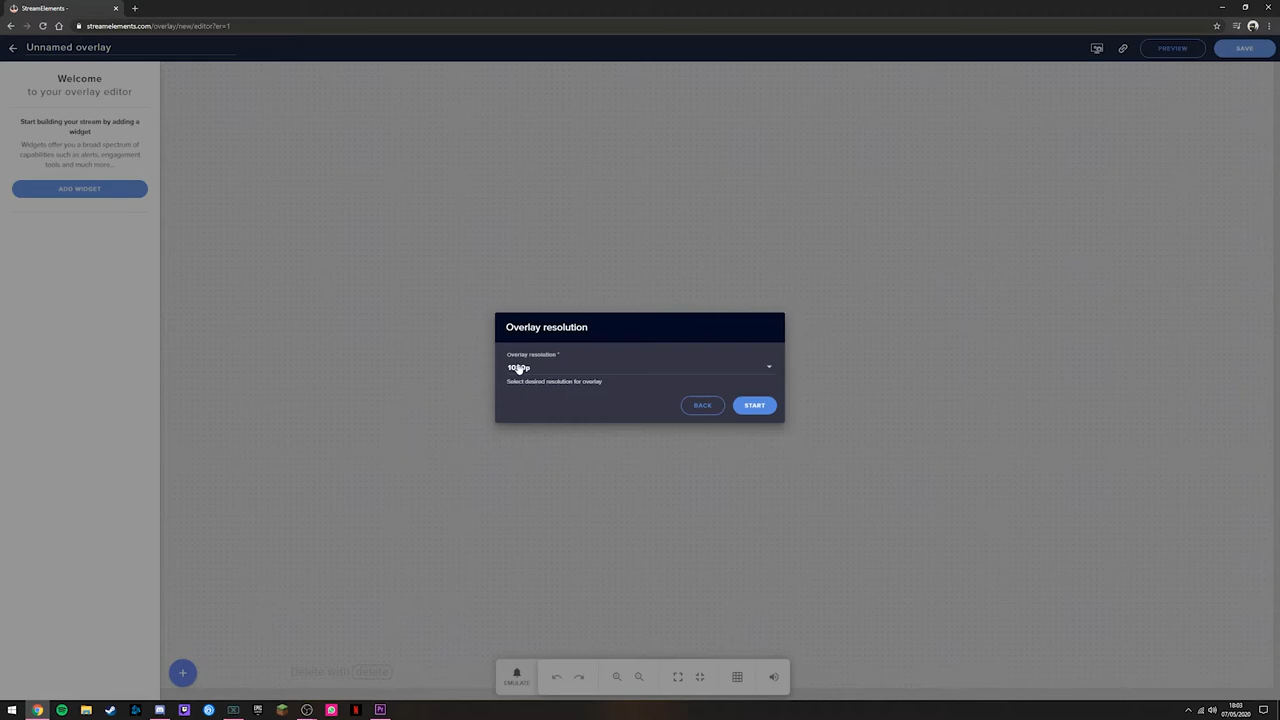 StreamElements -
streamelements.com/overlay/new/editor?er=1
Unnamed overlay
PREVIEW
SAVE
Welcome
to your overlay editor
Start building your stream by adding a
widget
Widgets offer you a broad spectrum of
capabilities such as alerts, engagement
tools and much more...
ADD WIDGET
Overlay resolution
Overlay resolution *
1080p
Select desired resolution for overlay
BACK
START
delete with delete
EMULATE
18:03
07/05/2020